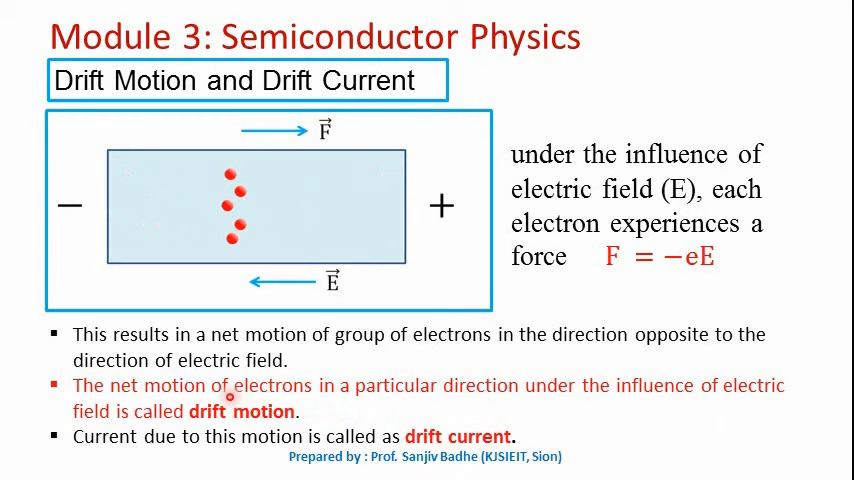 Module 3: Semiconductor Physics
Drift Motion and Drift Current
F⃗
under the influence of
electric field (E), each
electron experiences a
force F = −eE
− +
E⃗
▪ This results in a net motion of group of electrons in the direction opposite to the
direction of electric field.
▪ The net motion of electrons in a particular direction under the influence of electric
field is called drift motion.
▪ Current due to this motion is called as drift current.
Prepared by : Prof. Sanjiv Badhe (KJSIEIT, Sion)